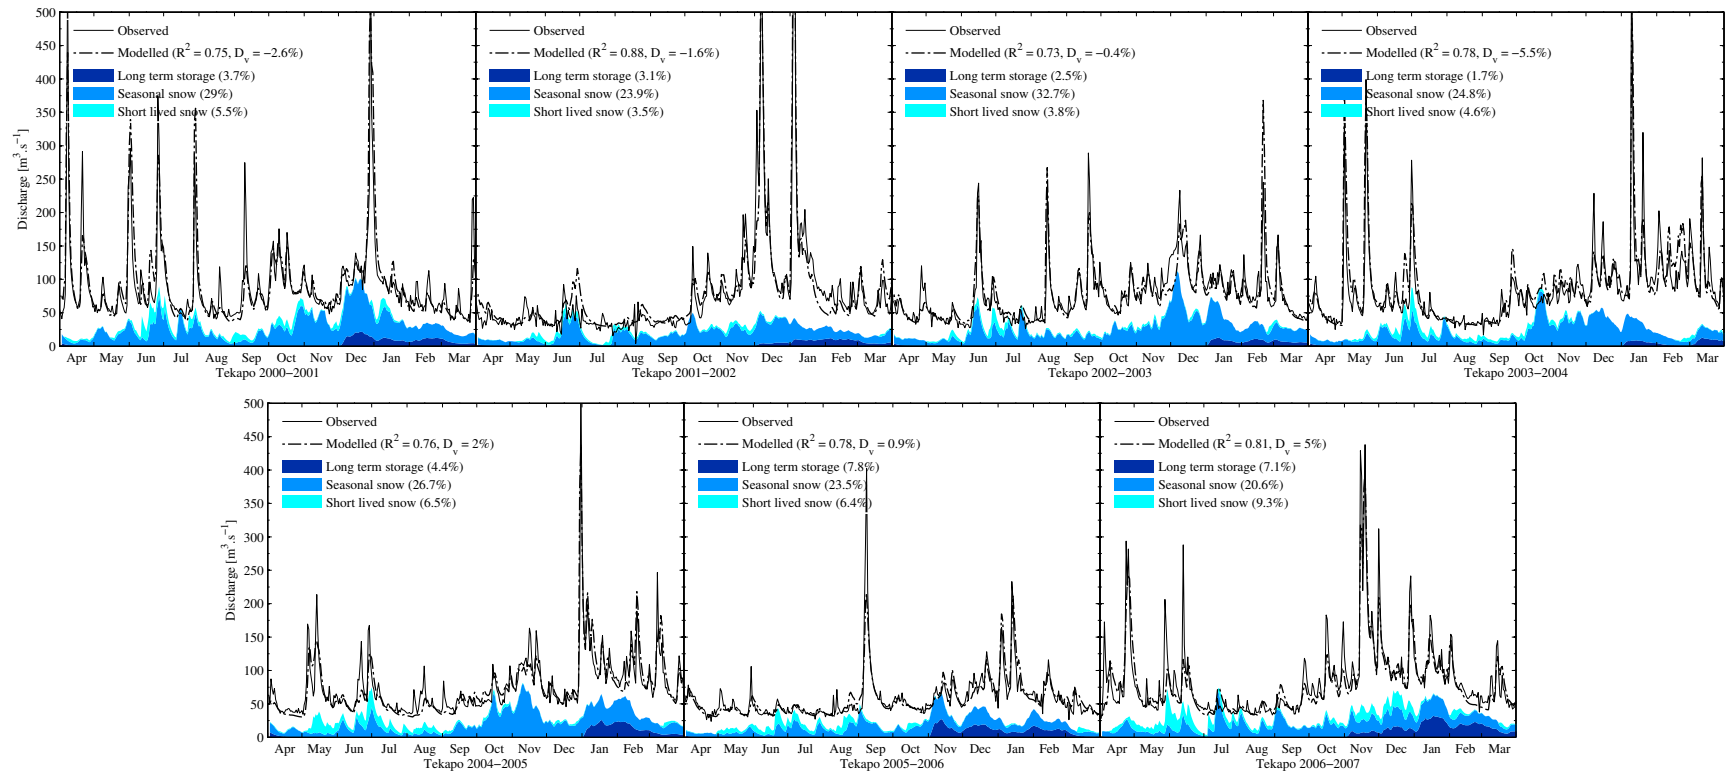 500
450
400
350
300
250
200
150
100
50
0
Discharge [m³.s⁻¹]
Observed
Modelled (R² = 0.75, Dᵥ = −2.6%)
Long term storage (3.7%)
Seasonal snow (29%)
Short lived snow (5.5%)
Apr May Jun Jul Aug Sep Oct Nov Dec Jan Feb Mar
Tekapo 2000−2001
Observed
Modelled (R² = 0.88, Dᵥ = −1.6%)
Long term storage (3.1%)
Seasonal snow (23.9%)
Short lived snow (3.5%)
Apr May Jun Jul Aug Sep Oct Nov Dec Jan Feb Mar
Tekapo 2001−2002
Observed
Modelled (R² = 0.73, Dᵥ = −0.4%)
Long term storage (2.5%)
Seasonal snow (32.7%)
Short lived snow (3.8%)
Apr May Jun Jul Aug Sep Oct Nov Dec Jan Feb Mar
Tekapo 2002−2003
Observed
Modelled (R² = 0.78, Dᵥ = −5.5%)
Long term storage (1.7%)
Seasonal snow (24.8%)
Short lived snow (4.6%)
Apr May Jun Jul Aug Sep Oct Nov Dec Jan Feb Mar
Tekapo 2003−2004
500
450
400
350
300
250
200
150
100
50
0
Discharge [m³.s⁻¹]
Observed
Modelled (R² = 0.76, Dᵥ = 2%)
Long term storage (4.4%)
Seasonal snow (26.7%)
Short lived snow (6.5%)
Apr May Jun Jul Aug Sep Oct Nov Dec Jan Feb Mar
Tekapo 2004−2005
Observed
Modelled (R² = 0.78, Dᵥ = 0.9%)
Long term storage (7.8%)
Seasonal snow (23.5%)
Short lived snow (6.4%)
Apr May Jun Jul Aug Sep Oct Nov Dec Jan Feb Mar
Tekapo 2005−2006
Observed
Modelled (R² = 0.81, Dᵥ = 5%)
Long term storage (7.1%)
Seasonal snow (20.6%)
Short lived snow (9.3%)
Apr May Jun Jul Aug Sep Oct Nov Dec Jan Feb Mar
Tekapo 2006−2007